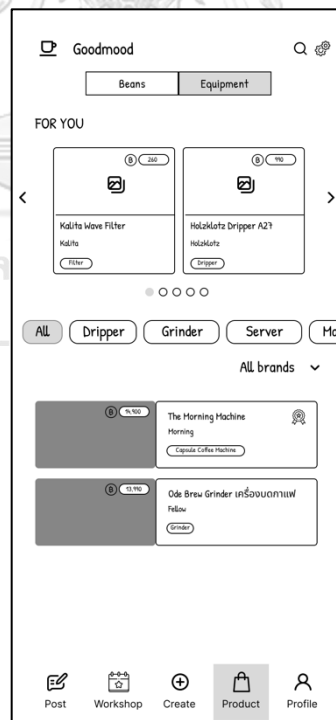 Goodmood
Beans Equipment
FOR YOU
B 260
B 990
Kalita Wave Filter
Kalita
Filter
Holzklotz Dripper A27
Holzklotz
Dripper
All Dripper Grinder Server
All brands
B 14,900
The Morning Machine
Morning
Capsule Coffee Machine
B 13,990
Ode Brew Grinder เครื่องบดกาแฟ
Fellow
Grinder
Post Workshop Create Product Profile